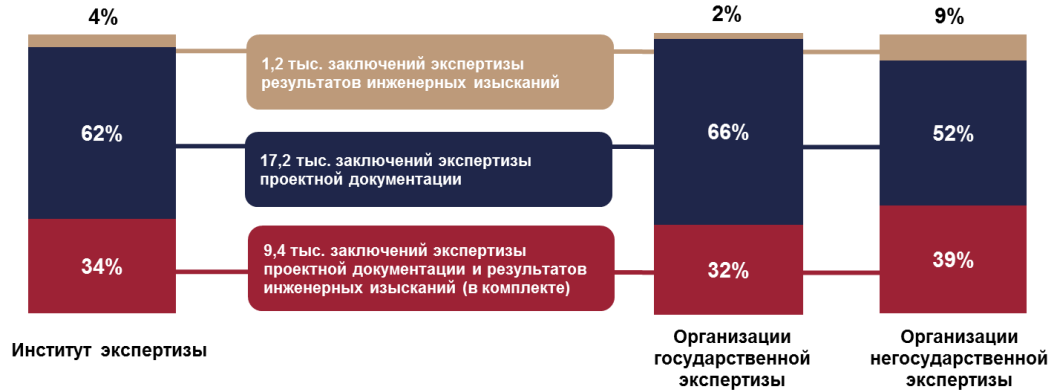 4%
2%
9%
1,2 тыс. заключений экспертизы
результатов инженерных изысканий
62%
17,2 тыс. заключений экспертизы
проектной документации
66%
52%
34%
9,4 тыс. заключений экспертизы
проектной документации и результатов
инженерных изысканий (в комплекте)
32%
39%
Институт экспертизы
Организации
государственной
экспертизы
Организации
негосударственной
экспертизы